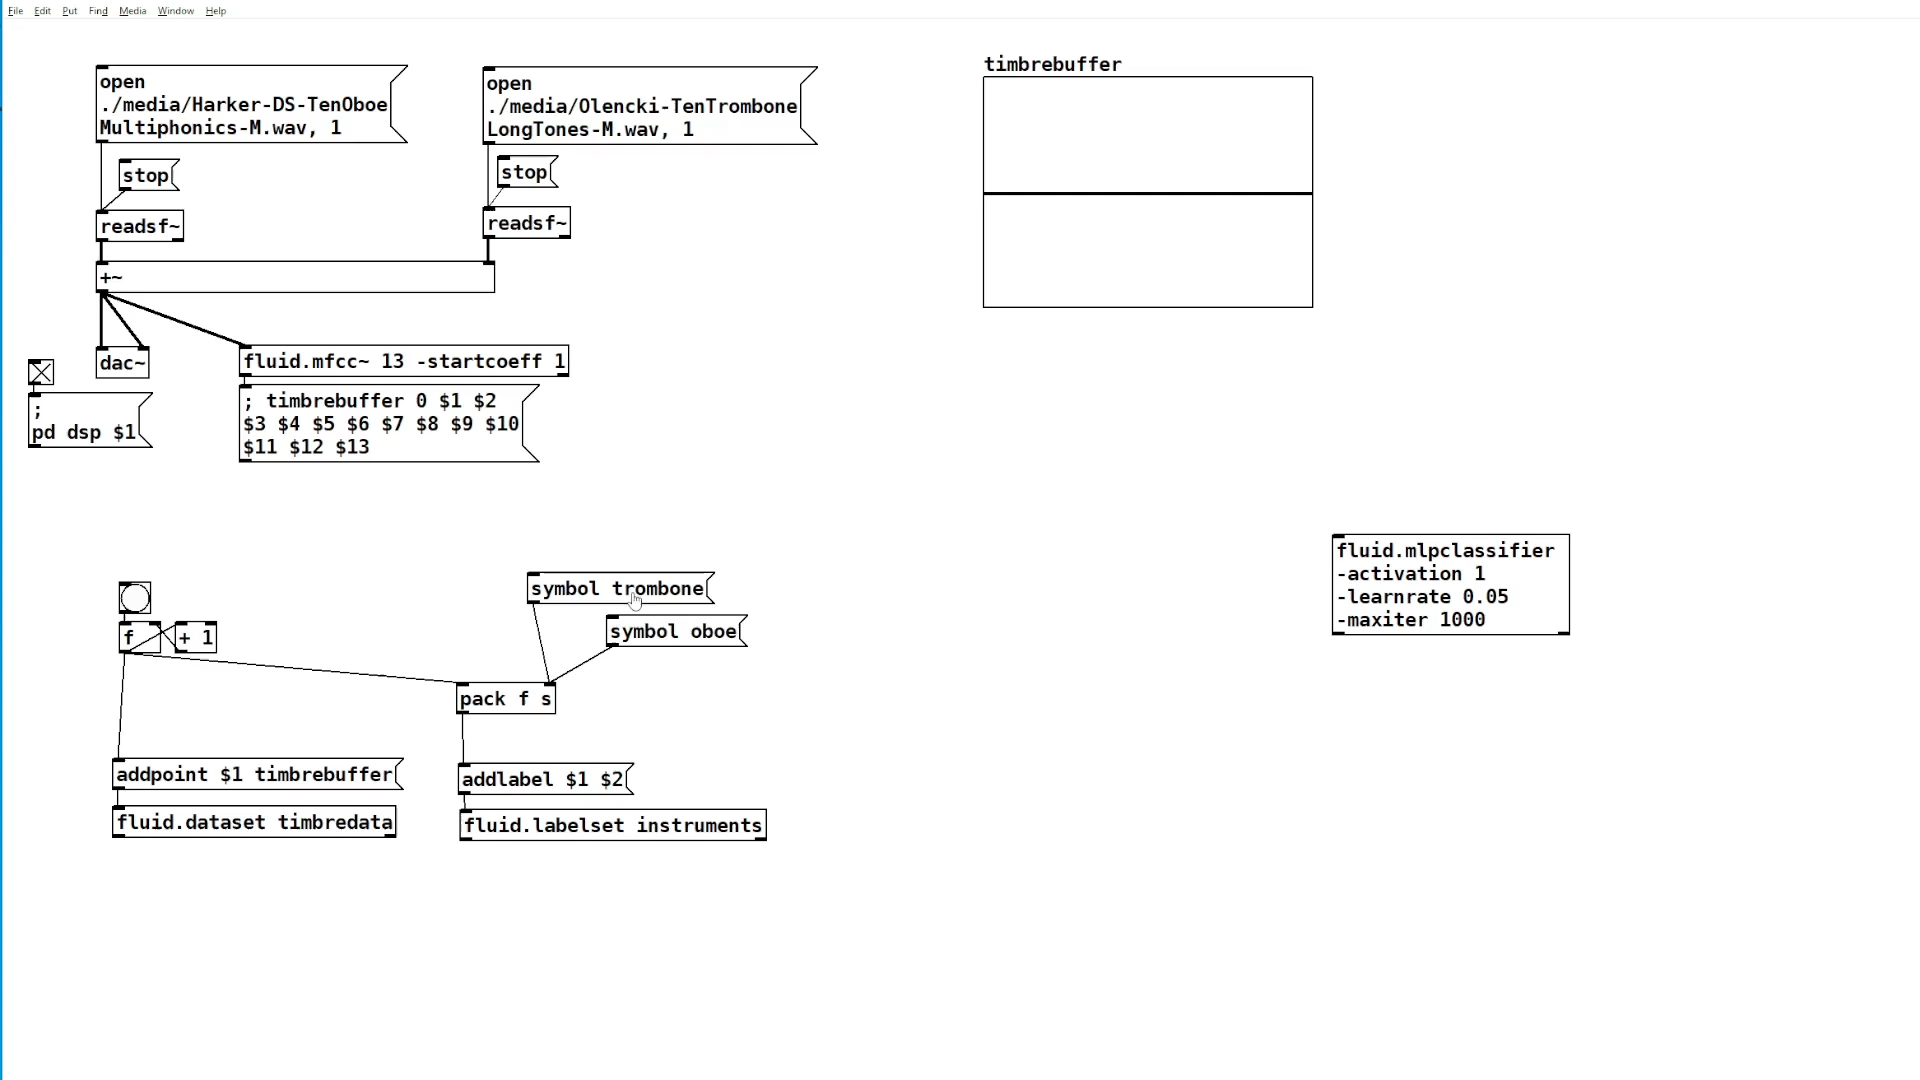 File Edit Put Find Media Window Help
timbrebuffer
open
./media/Harker-DS-TenOboe
Multiphonics-M.wav, 1
open
./media/Olencki-TenTrombone
LongTones-M.wav, 1
stop
stop
readsf~
readsf~
+~
dac~
fluid.mfcc~ 13 -startcoeff 1
;
pd dsp $1
; timbrebuffer 0 $1 $2
$3 $4 $5 $6 $7 $8 $9 $10
$11 $12 $13
fluid.mlpclassifier
-activation 1
-learnrate 0.05
-maxiter 1000
symbol trombone
symbol oboe
f
+ 1
pack f s
addpoint $1 timbrebuffer
addlabel $1 $2
fluid.dataset timbredata
fluid.labelset instruments